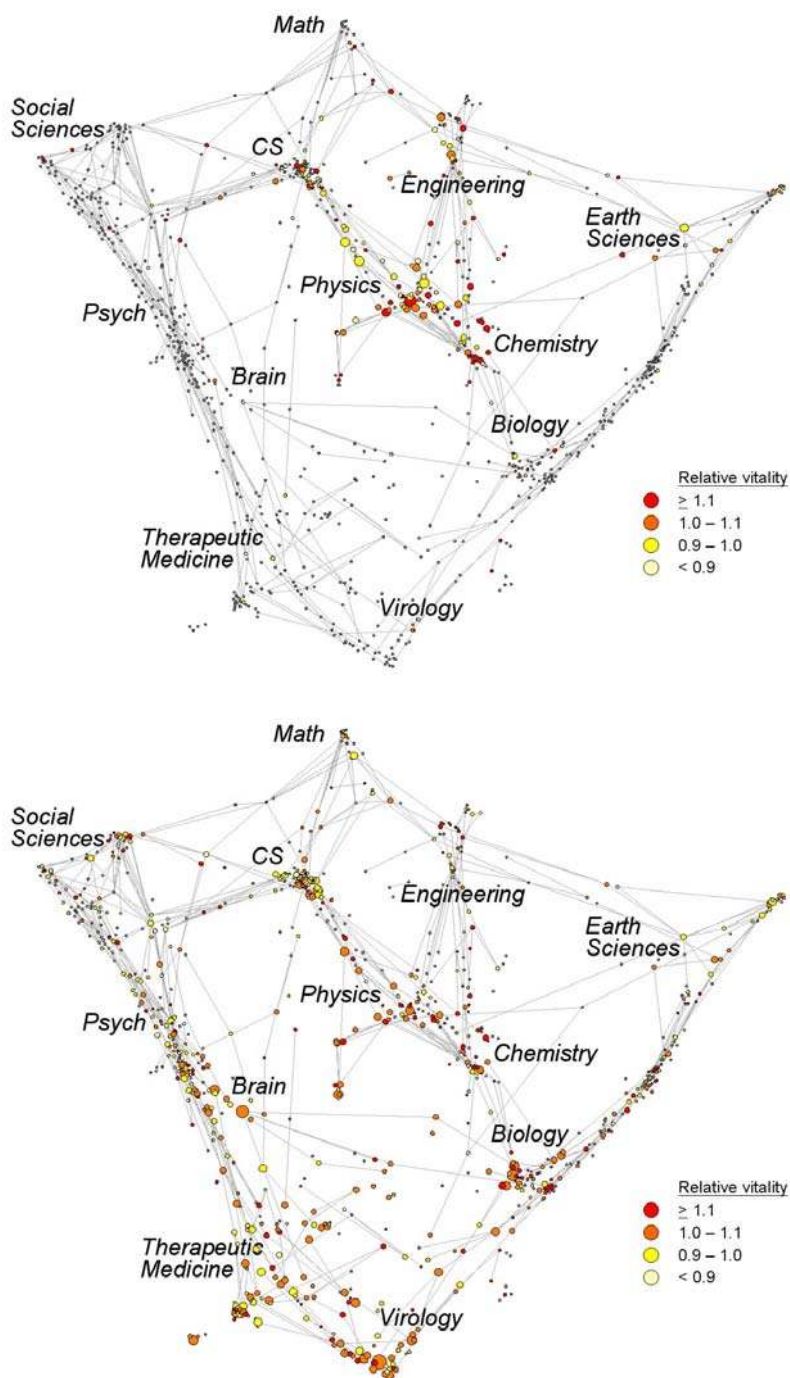 Math
Social
Sciences
CS
Engineering
Earth
Sciences
Physics
Psych
Chemistry
Brain
Biology
Relative vitality
≥ 1.1
1.0 – 1.1
0.9 – 1.0
< 0.9
Therapeutic
Medicine
Virology
Math
Social
Sciences
CS
Engineering
Earth
Sciences
Physics
Psych
Chemistry
Brain
Biology
Relative vitality
≥ 1.1
1.0 – 1.1
0.9 – 1.0
< 0.9
Therapeutic
Medicine
Virology